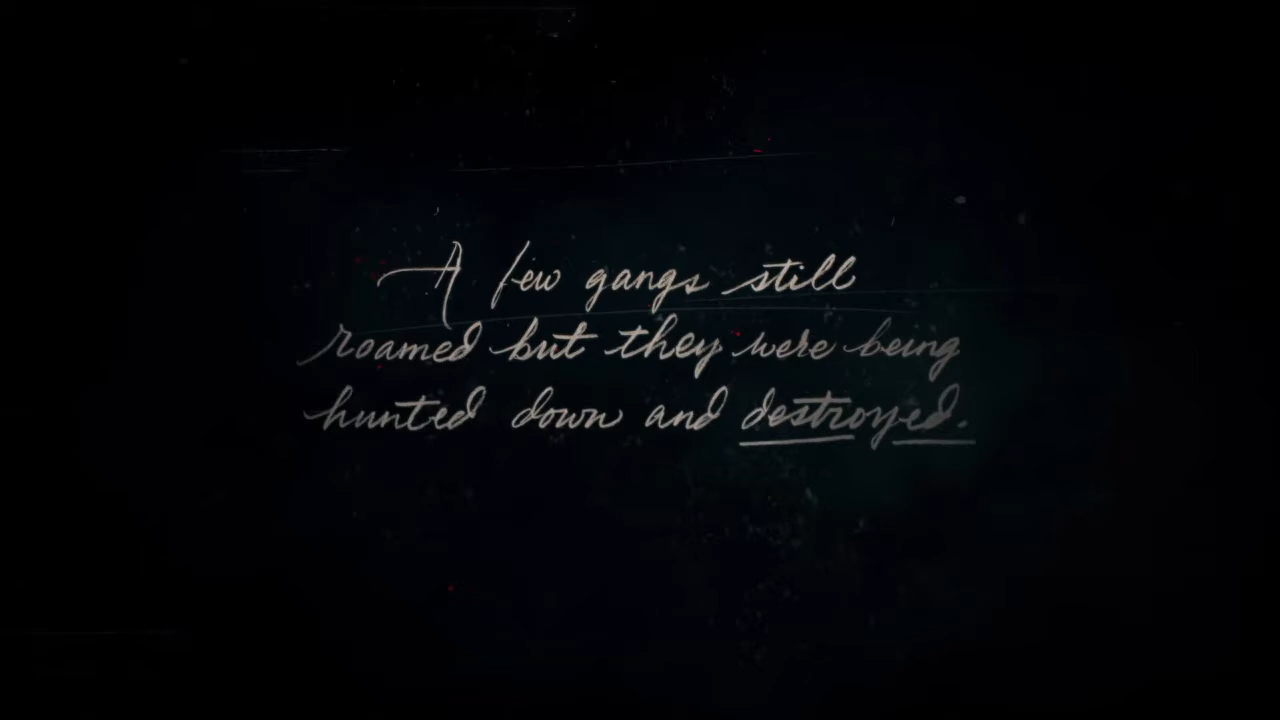 A few gangs still
roamed but they were being
hunted down and destroyed.